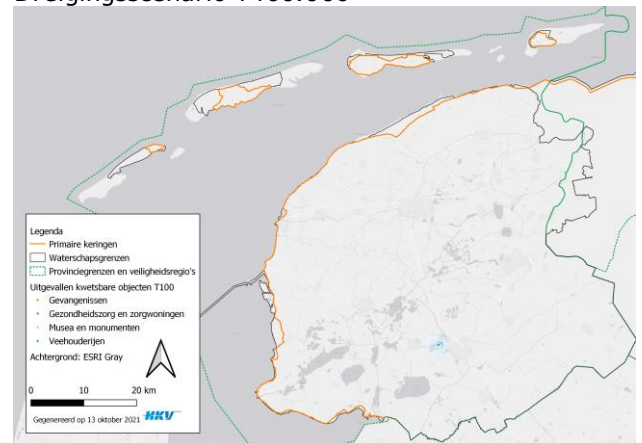 Dreigingsscenario T100.000
Legenda
Primaire keringen
Waterschapsgrenzen
Provinciegrenzen en veiligheidsregio's
Uitgevallen kwetsbare objecten T100
Gevangenissen
Gezondheidszorg en zorgwoningen
Musea en monumenten
Veehouderijen
Achtergrond: ESRI Gray
0 10 20 km
Gegenereerd op 13 oktober 2021 HKV